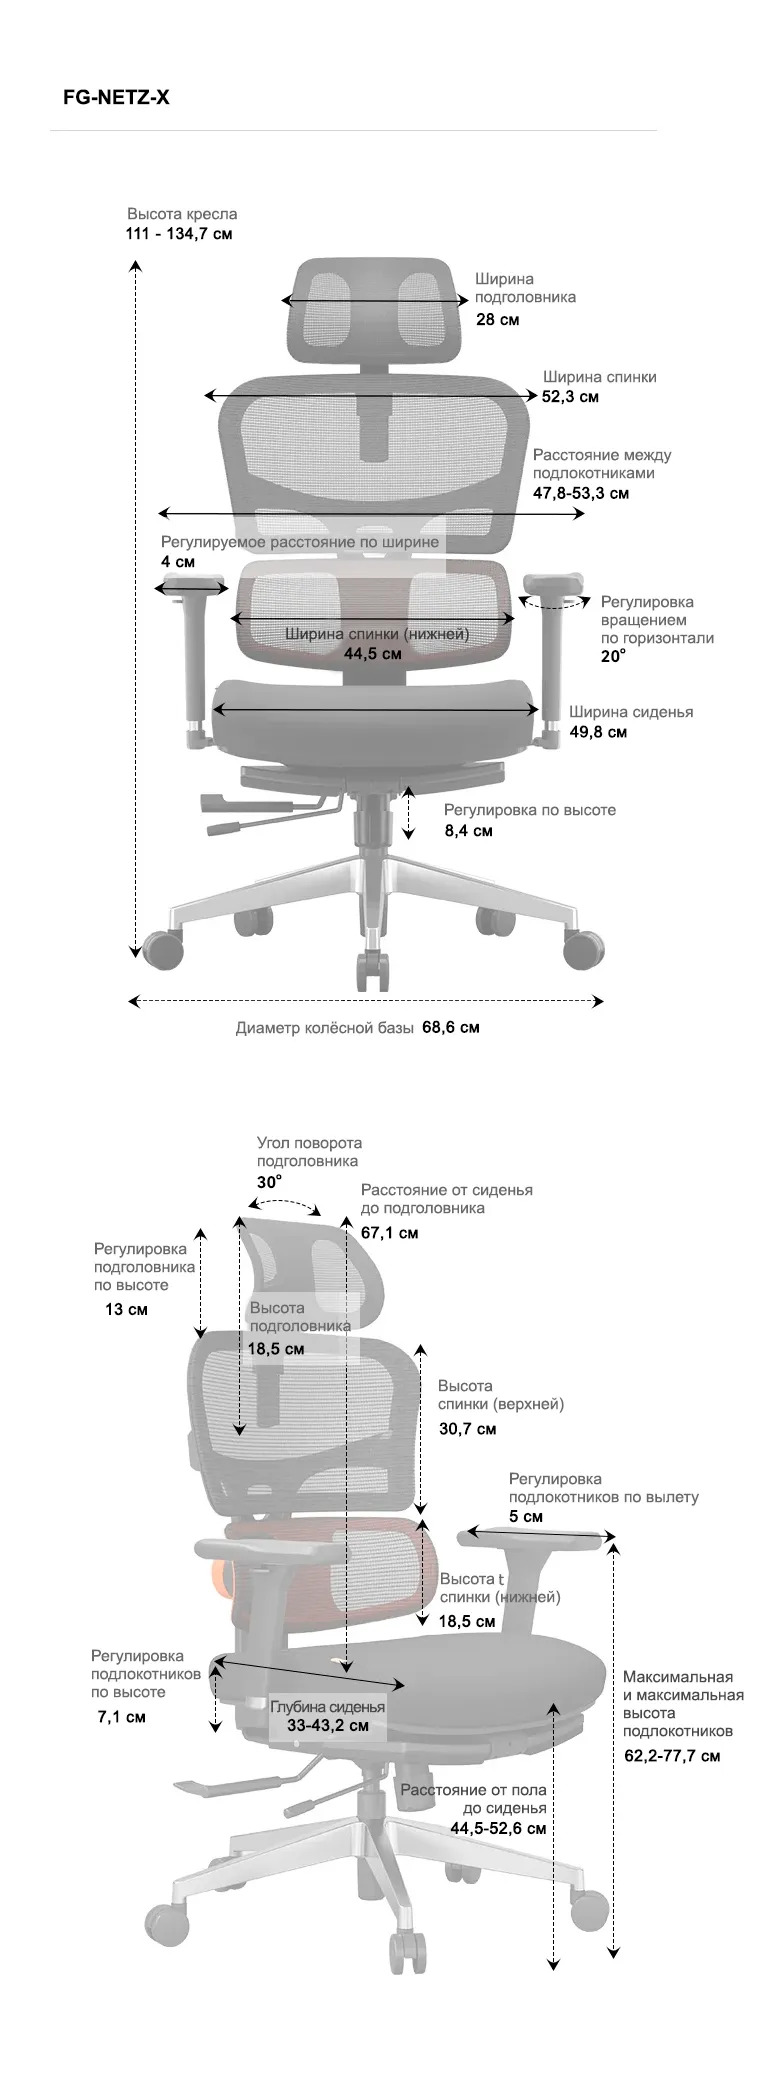 FG-NETZ-X
Высота кресла
111 - 134,7 см
Ширина
подголовника
28 см
Ширина спинки
52,3 см
Расстояние между
подлокотниками
47,8-53,3 см
Регулируемое расстояние по ширине
4 см
Регулировка
вращением
по горизонтали
20°
Ширина спинки (нижней)
44,5 см
Ширина сиденья
49,8 см
Регулировка по высоте
8,4 см
Диаметр колёсной базы 68,6 см
Угол поворота
подголовника
30°
Расстояние от сиденья
до подголовника
67,1 см
Регулировка
подголовника
по высоте
13 см
Высота
подголовника
18,5 см
Высота
спинки (верхней)
30,7 см
Регулировка
подлокотников по вылету
5 см
Высота t
спинки (нижней)
18,5 см
Регулировка
подлокотников
по высоте
7,1 см
Глубина сиденья
33-43,2 см
Максимальная
и максимальная
высота
подлокотников
62,2-77,7 см
Расстояние от пола
до сиденья
44,5-52,6 см